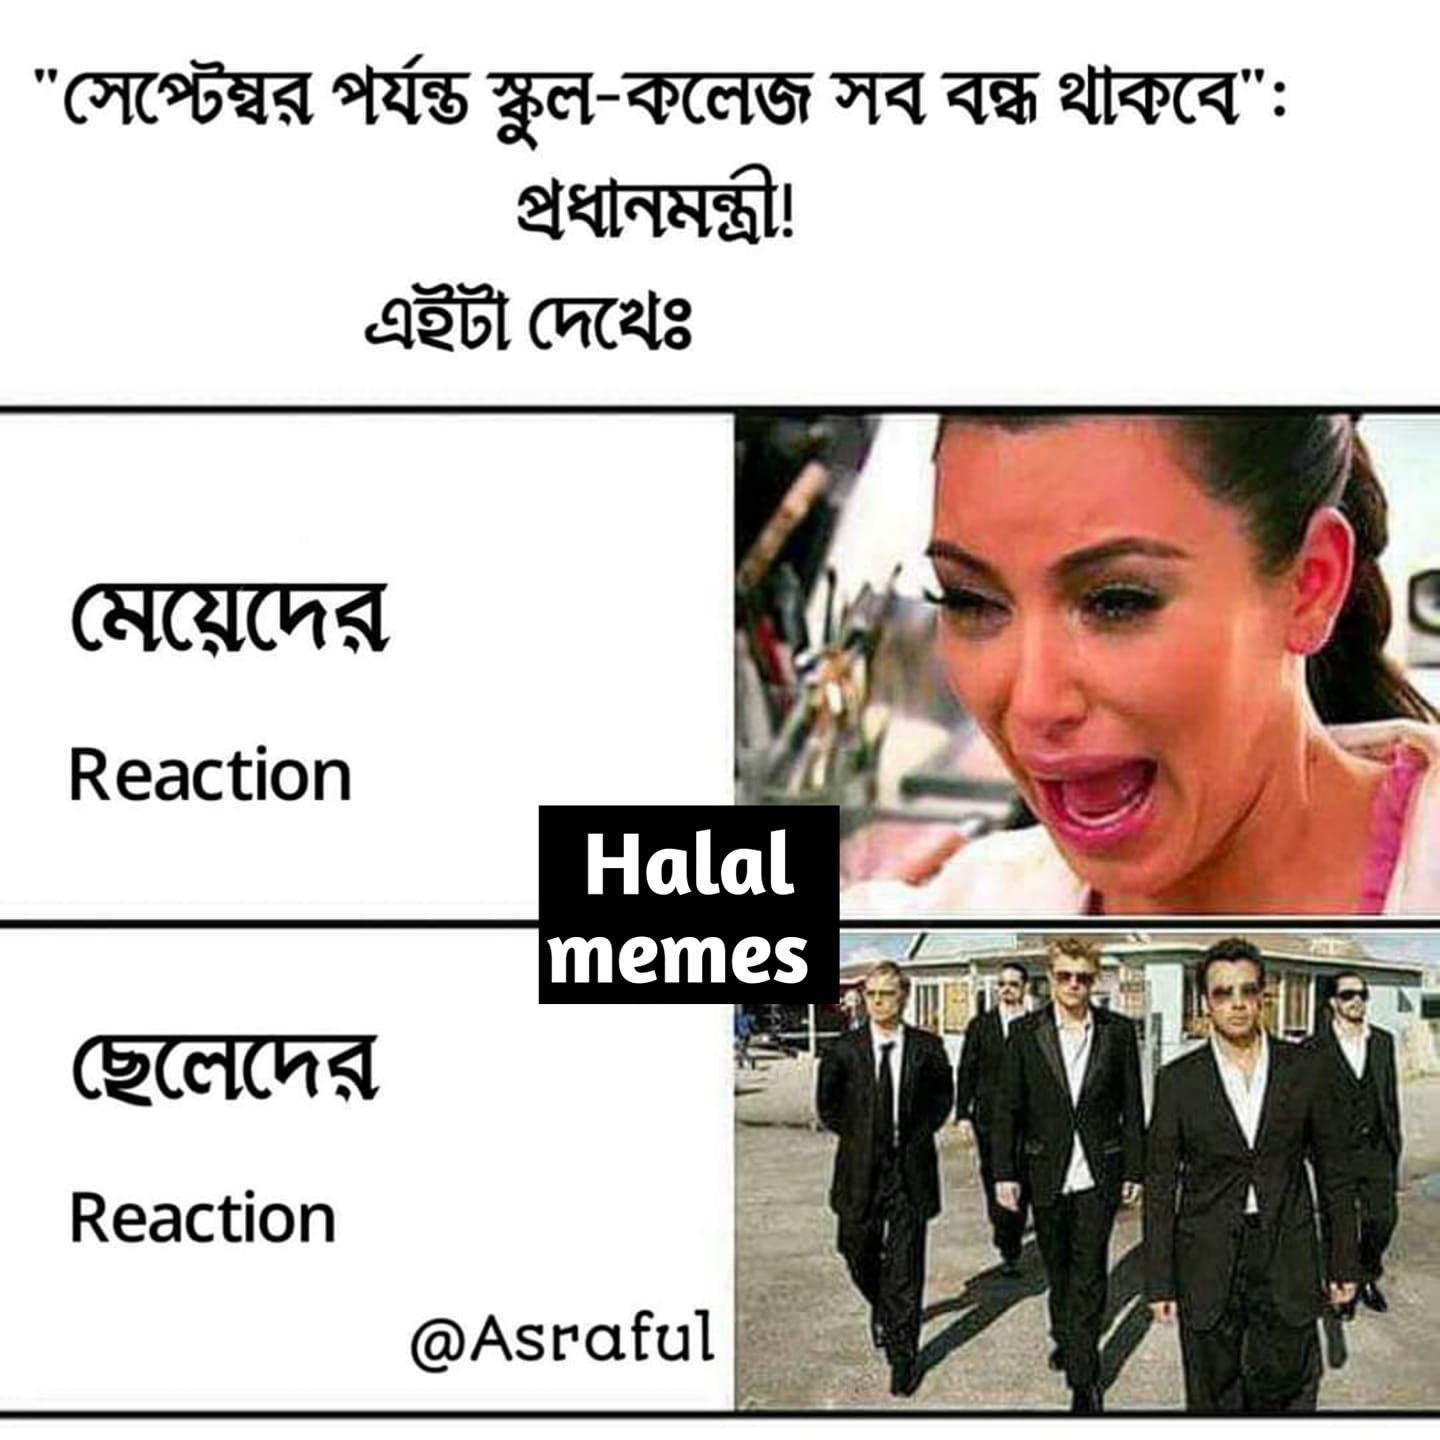 "সেপ্টেম্বর পর্যন্ত স্কুল-কলেজ সব বন্ধ থাকবে":
প্রধানমন্ত্রী!
এইটা দেখেঃ
মেয়েদের
Reaction
Halal
memes
ছেলেদের
Reaction
@Asraful